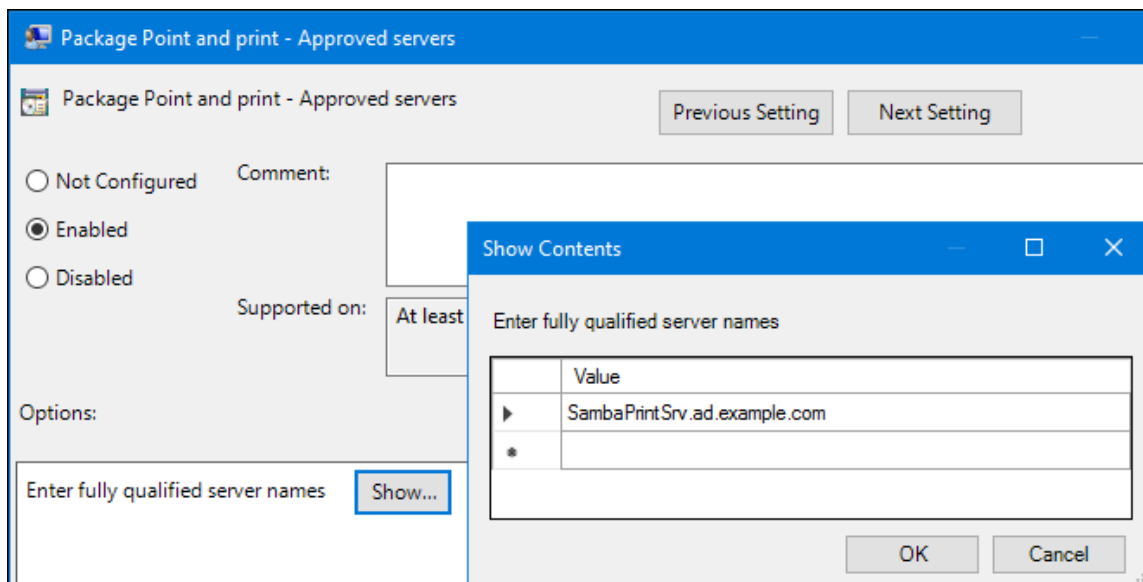 Package Point and print - Approved servers
Package Point and print - Approved servers
Previous Setting
Next Setting
Not Configured
Comment:
Enabled
Disabled
Supported on:
At least
Show Contents
Enter fully qualified server names
Value
SambaPrintSrv.ad.example.com
Options:
Enter fully qualified server names
Show...
OK
Cancel